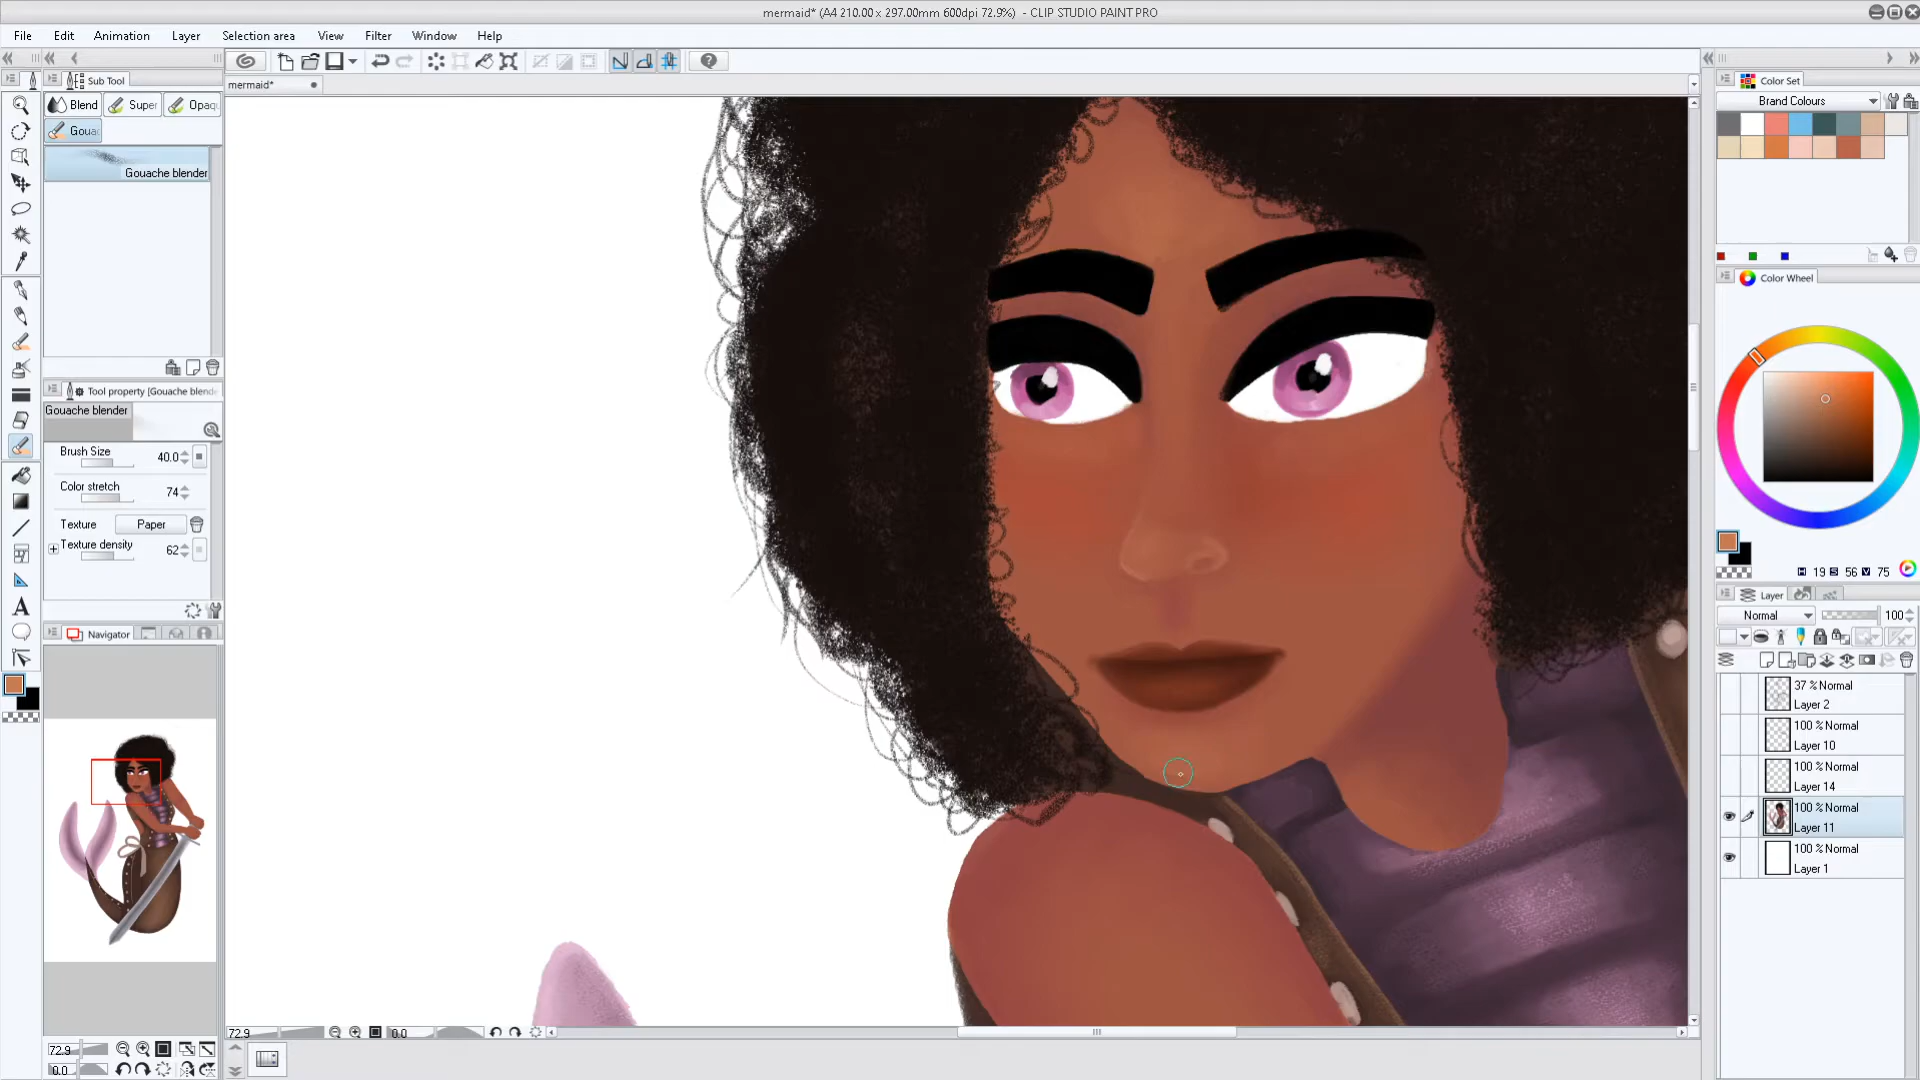 mermaid* (A4 210.00 x 297.00mm 600dpi 72.9%) - CLIP STUDIO PAINT PRO
File Edit Animation Layer Selection area View Filter Window Help
Sub Tool
mermaid*
Blend Super Opaq
Gouac
Gouache blender
Tool property [Gouache blend
Gouache blender
Brush Size 40.0
Color stretch 74
Texture Paper
Texture density 62
Navigator
72.9
0.0
72.9 0.0
Color Set
Brand Colours
Color Wheel
H 19 S 56 V 75
Layer
Normal 100
37 % Normal
Layer 2
100 % Normal
Layer 10
100 % Normal
Layer 14
100 % Normal
Layer 11
100 % Normal
Layer 1